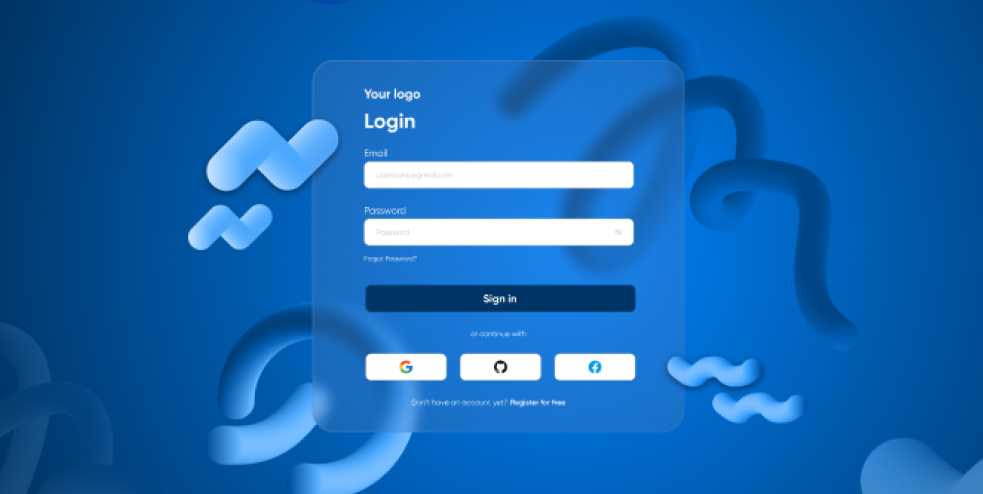 Your logo
Login
Email
username@gmail.com
Password
Password
Forgot Password?
Sign in
or continue with
Don't have an account yet? Register for free